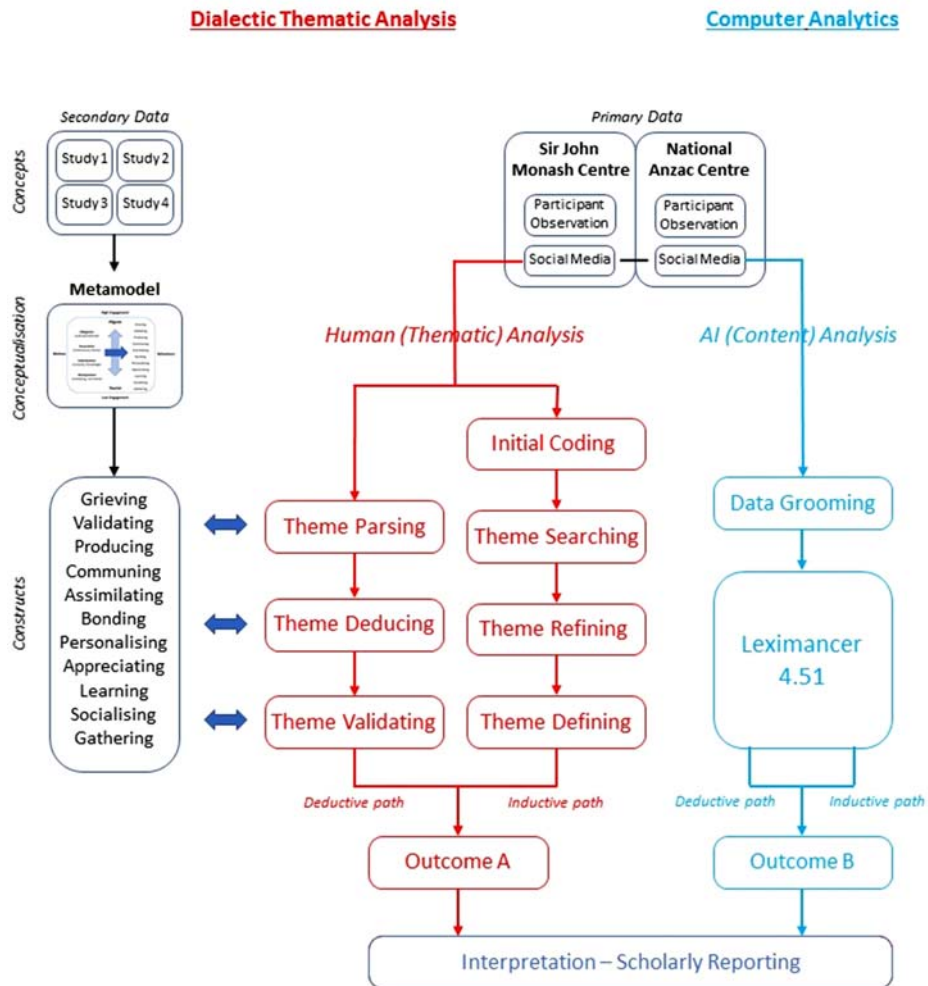 Dialectic Thematic Analysis
Computer Analytics
Secondary Data
Primary Data
Concepts
Study 1
Study 2
Study 3
Study 4
Sir John
Monash Centre
National
Anzac Centre
Participant
Observation
Participant
Observation
Social Media
Social Media
Conceptualisation
Metamodel
Human (Thematic) Analysis
AI (Content) Analysis
Constructs
Grieving
Validating
Producing
Communing
Assimilating
Bonding
Personalising
Appreciating
Learning
Socialising
Gathering
Theme Parsing
Theme Deducing
Theme Validating
Initial Coding
Theme Searching
Theme Refining
Theme Defining
Data Grooming
Leximancer
4.51
Deductive path
Inductive path
Deductive path
Inductive path
Outcome A
Outcome B
Interpretation – Scholarly Reporting